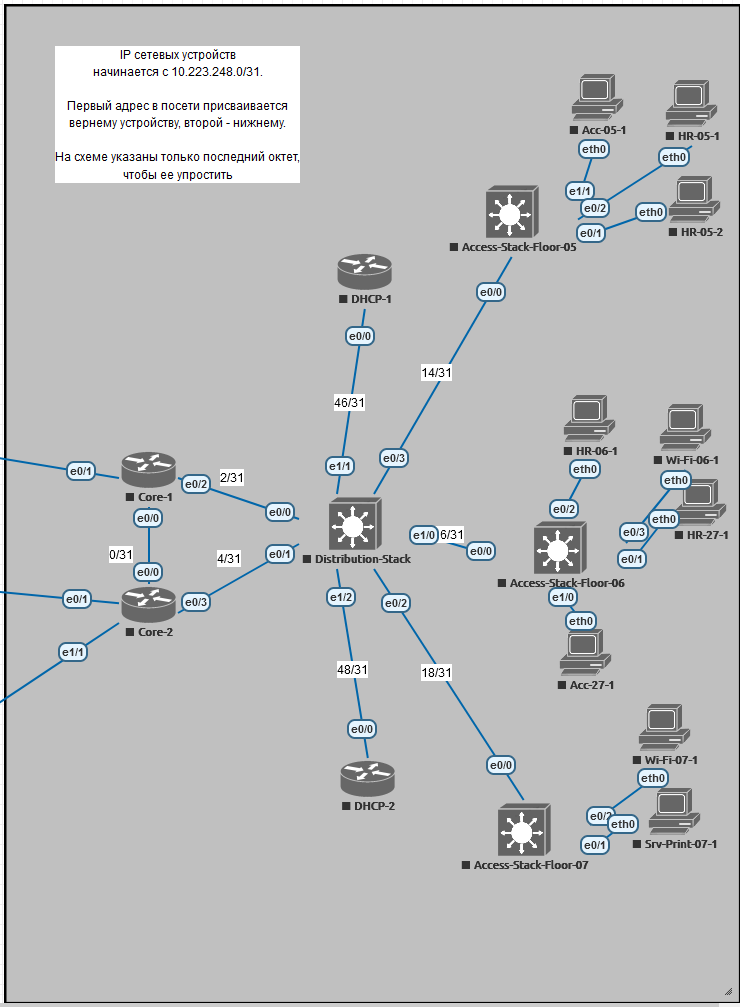 IP сетевых устройств
начинается с 10.223.248.0/31.
Первый адрес в посети присваивается
вернему устройству, второй - нижнему.
На схеме указаны только последний октет,
чтобы ее упростить
Acc-05-1
HR-05-1
eth0
eth0
e1/1
e0/2
eth0
e0/1
HR-05-2
Access-Stack-Floor-05
DHCP-1
e0/0
e0/0
14/31
46/31
HR-06-1
Wi-Fi-06-1
e0/3
e1/1
eth0
eth0
e0/1
Core-1
e0/2
2/31
e0/0
e0/0
e0/2
eth0
HR-27-1
e0/3
e1/0
6/31
e0/0
e0/1
0/31
4/31
e0/1
Distribution-Stack
e0/0
Access-Stack-Floor-06
e0/1
e0/3
Core-2
e1/2
e0/2
e1/0
eth0
e1/1
48/31
18/31
Acc-27-1
e0/0
e0/0
Wi-Fi-07-1
eth0
DHCP-2
e0/2
eth0
e0/1
Srv-Print-07-1
Access-Stack-Floor-07